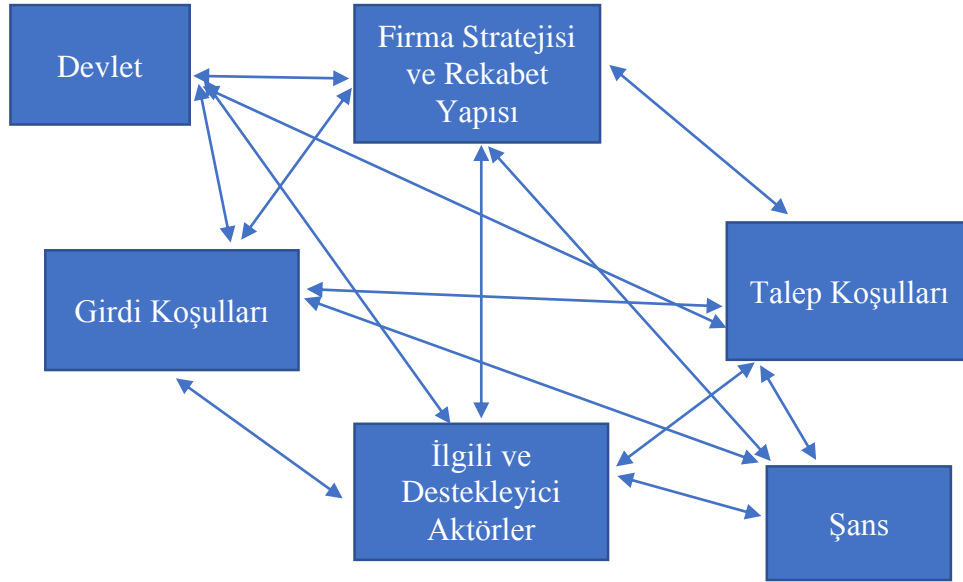 Devlet
Firma Stratejisi
ve Rekabet
Yapısı
Girdi Koşulları
Talep Koşulları
İlgili ve
Destekleyici
Aktörler
Şans